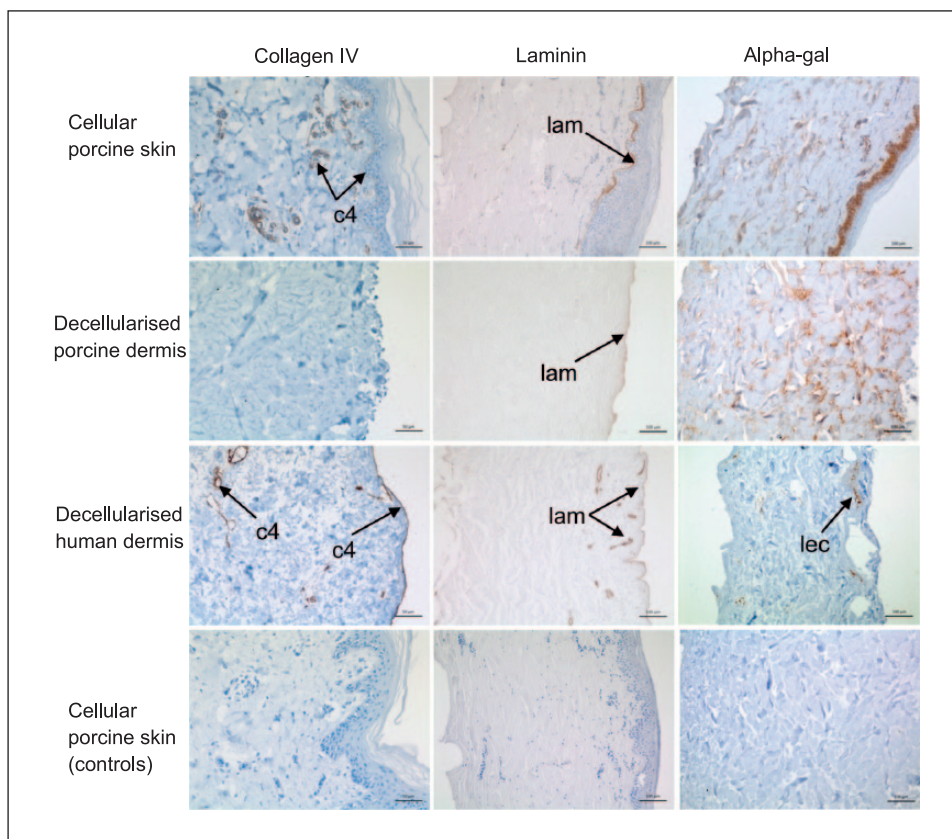 Collagen IV Laminin Alpha-gal
Cellular
porcine skin
c4
lam
Decellularised
porcine dermis
lam
Decellularised
human dermis
c4
c4
lam
lec
Cellular
porcine skin
(controls)